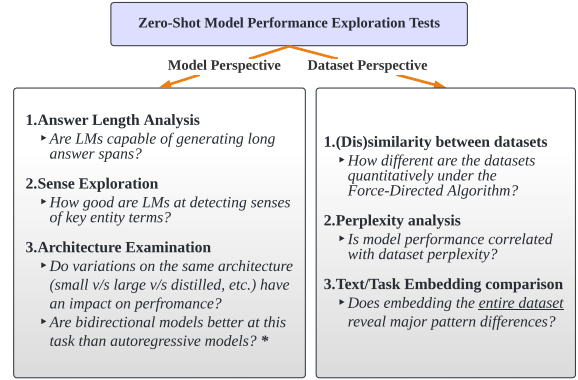 Zero-Shot Model Performance Exploration Tests
Model Perspective
Dataset Perspective
1.Answer Length Analysis
‣ Are LMs capable of generating long
answer spans?
2.Sense Exploration
‣ How good are LMs at detecting senses
of key entity terms?
3.Architecture Examination
‣ Do variations on the same architecture
(small v/s large v/s distilled, etc.) have
an impact on perfromance?
‣ Are bidirectional models better at this
task than autoregressive models? *
1.(Dis)similarity between datasets
‣ How different are the datasets
quantitatively under the
Force-Directed Algorithm?
2.Perplexity analysis
‣ Is model performance correlated
with dataset perplexity?
3.Text/Task Embedding comparison
‣ Does embedding the entire dataset
reveal major pattern differences?